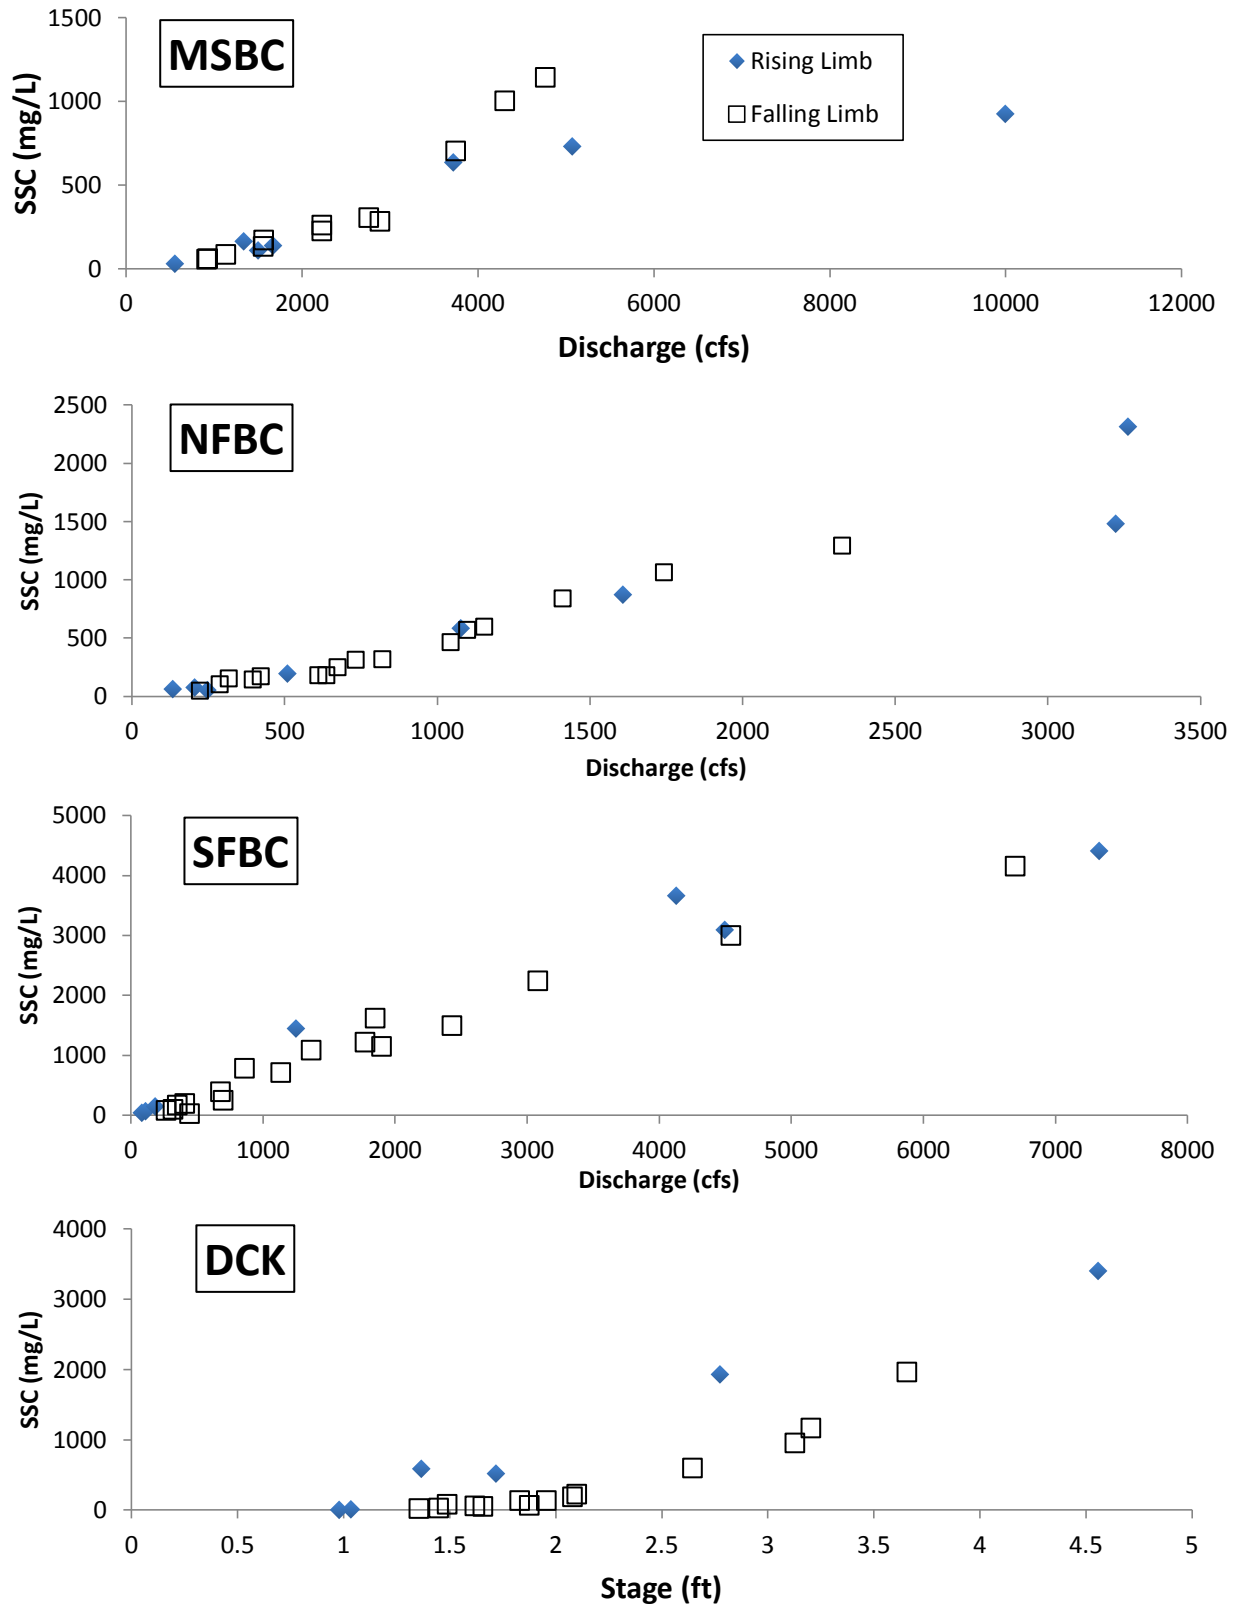 MSBC
SSC (mg/L)
1500
1000
500
0
Rising Limb
Falling Limb
0 2000 4000 6000 8000 10000 12000
Discharge (cfs)
NFBC
SSC (mg/L)
2500
2000
1500
1000
500
0
0 500 1000 1500 2000 2500 3000 3500
Discharge (cfs)
SFBC
SSC (mg/L)
5000
4000
3000
2000
1000
0
0 1000 2000 3000 4000 5000 6000 7000 8000
Discharge (cfs)
DCK
SSC (mg/L)
4000
3000
2000
1000
0
0 0.5 1 1.5 2 2.5 3 3.5 4 4.5 5
Stage (ft)